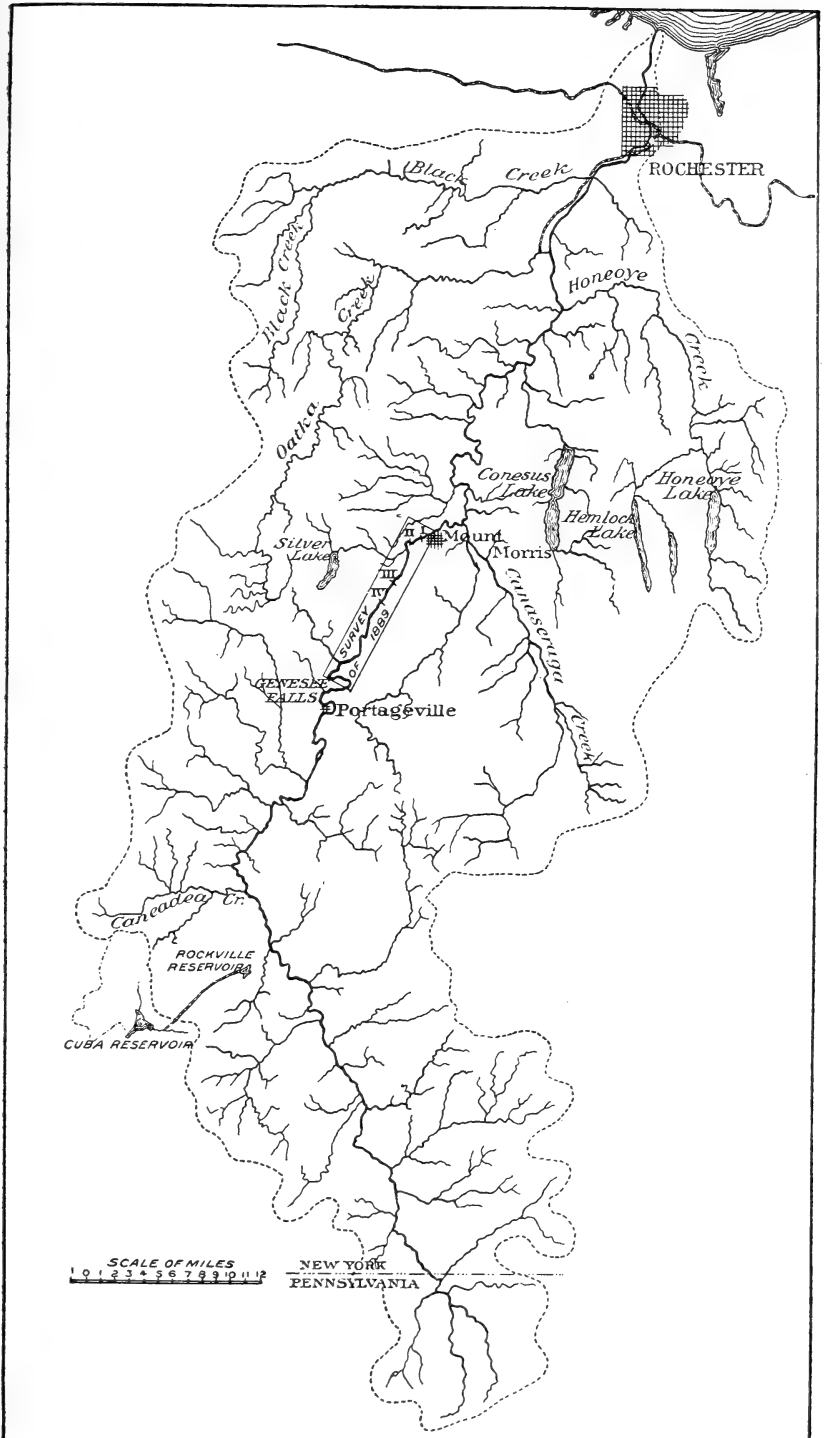 ROCHESTER
Black Creek
Black Creek
Creek
Oatka
Honeoye
Creek
Conesus
Lake
Honeoye
Lake
Hemlock
Lake
Silver
Lake
I
II
III
IV
Mount
Morris
SURVEY
OF 1889
Canaseraga
Creek
GENESEE
FALLS
Portageville
Caneadea Cr.
ROCKVILLE
RESERVOIR
CUBA RESERVOIR
SCALE OF MILES
1 0 1 2 3 4 5 6 7 8 9 10 11 12
NEW YORK
PENNSYLVANIA